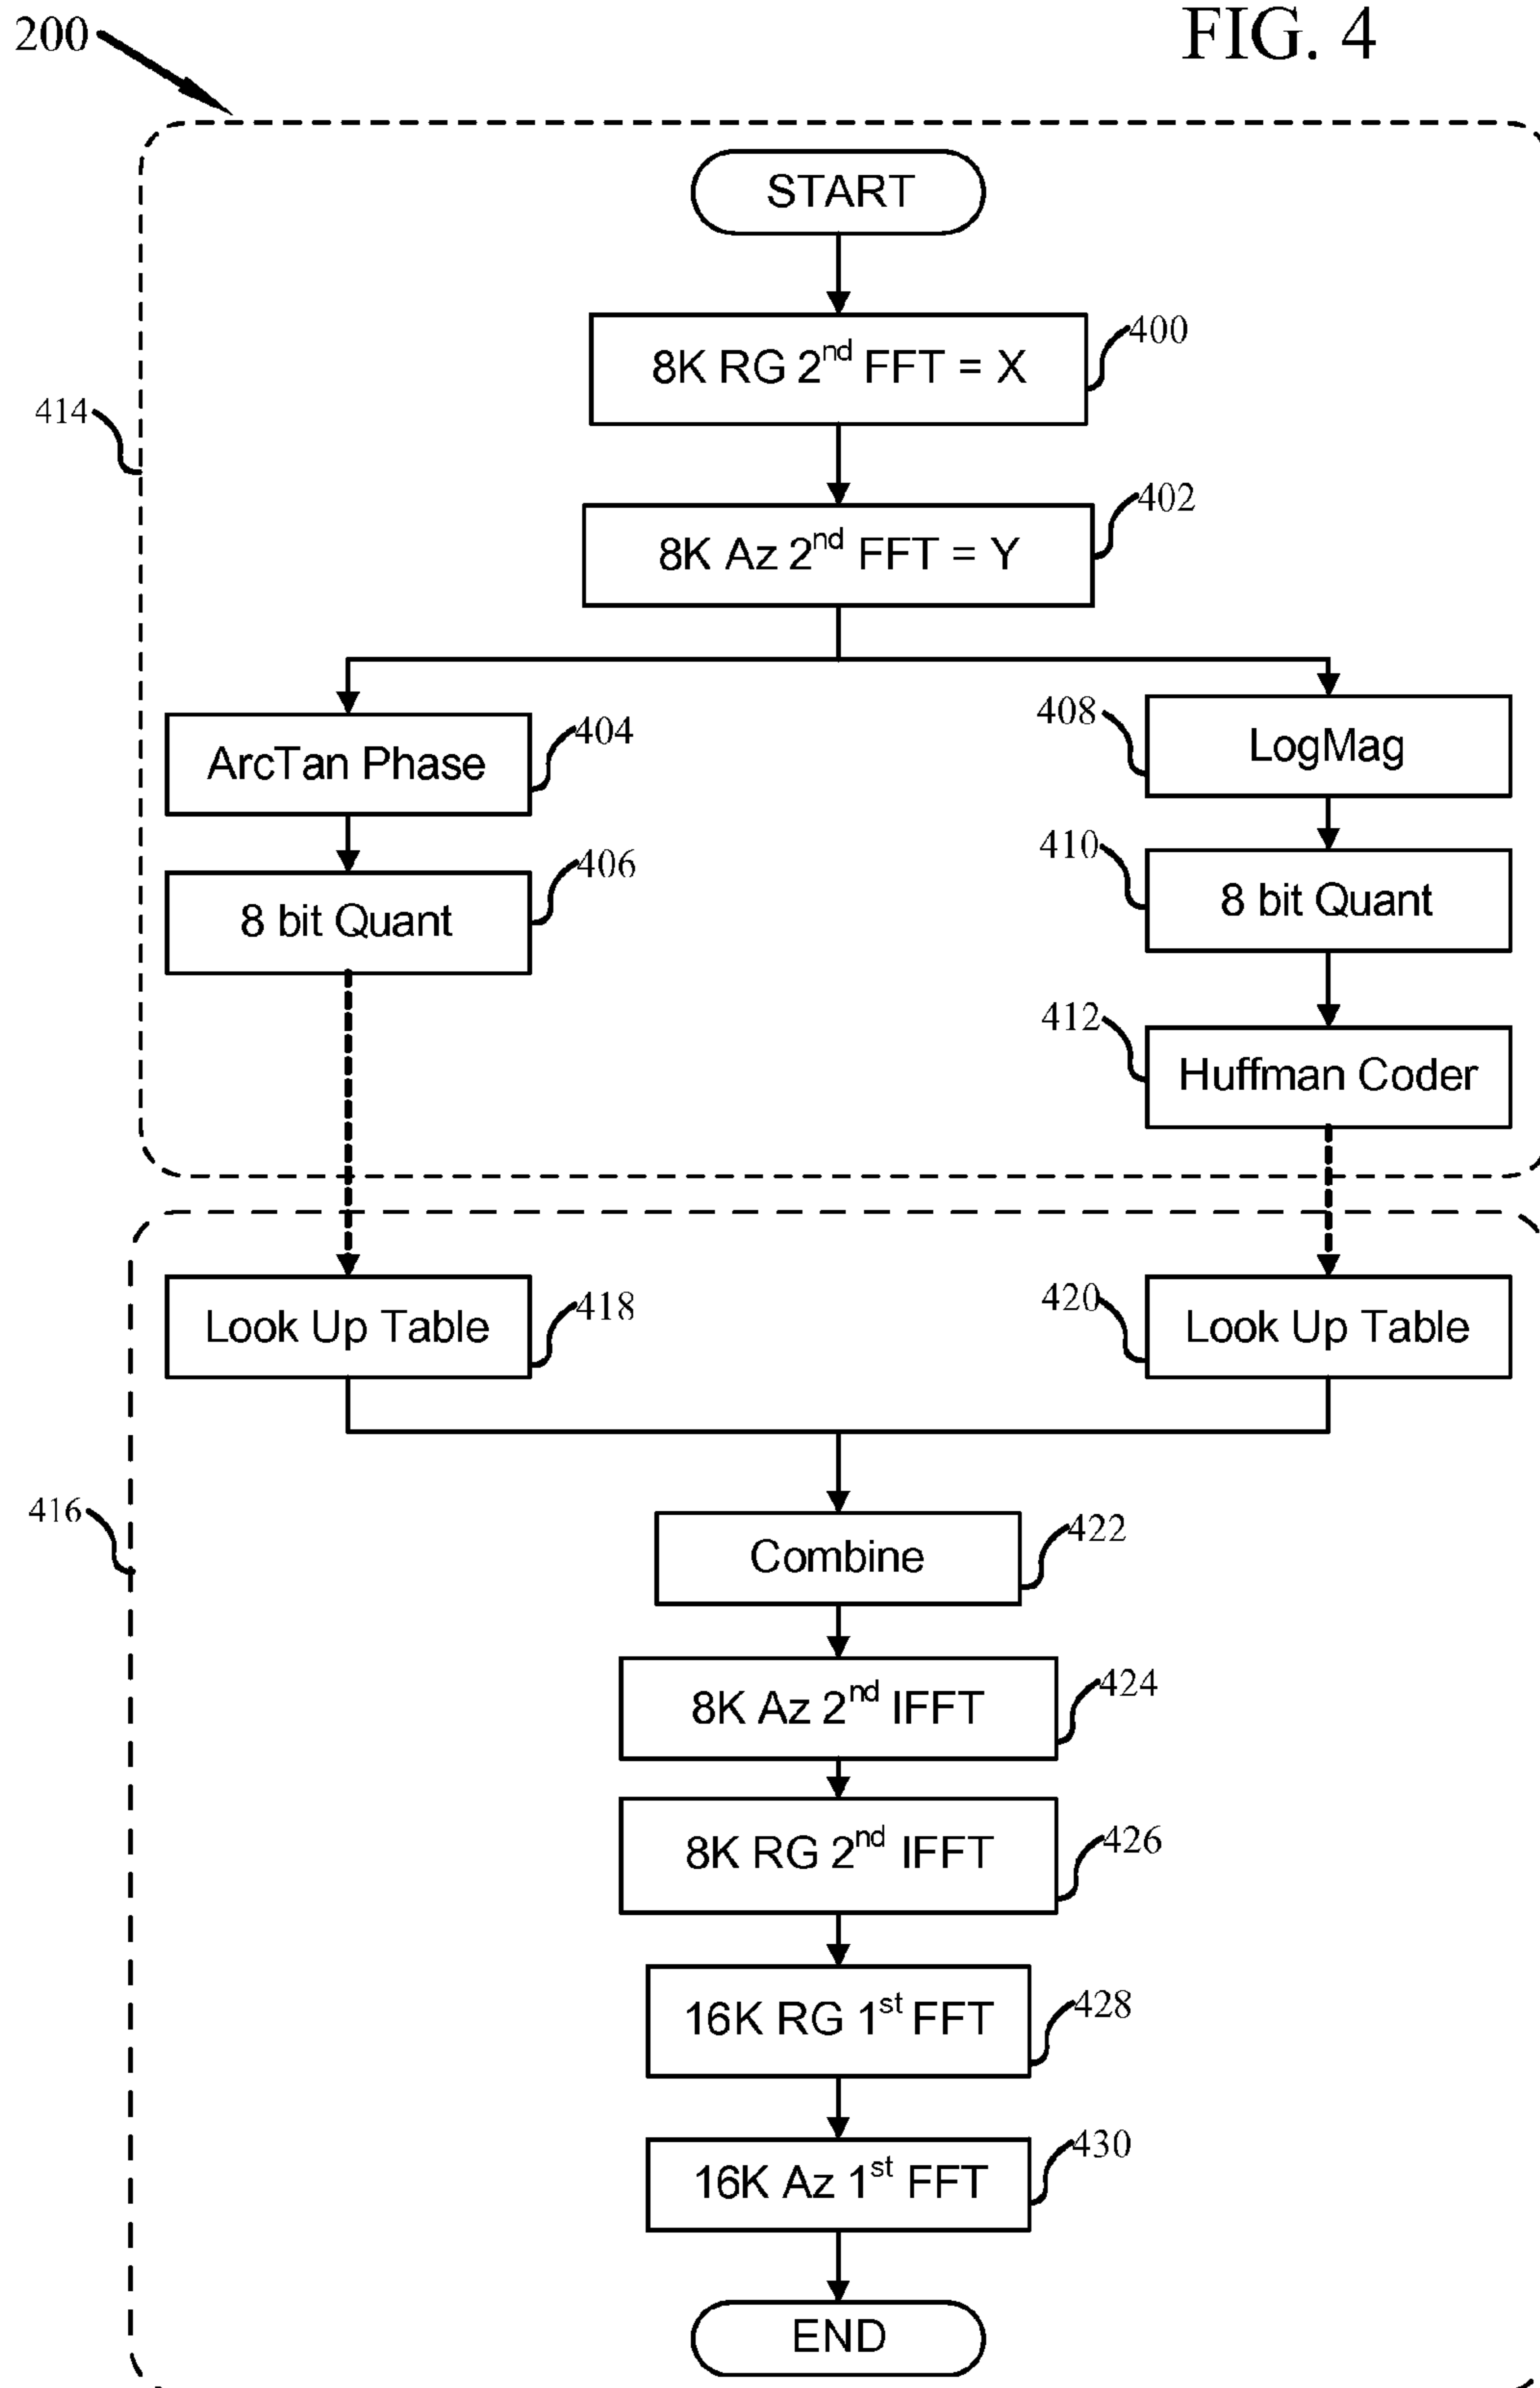 200
FIG. 4
START
8K RG 2nd FFT = X
400
414
8K Az 2nd FFT = Y
402
ArcTan Phase
404
408
LogMag
8 bit Quant
406
410
8 bit Quant
412
Huffman Coder
Look Up Table
418
420
Look Up Table
416
Combine
422
8K Az 2nd IFFT
424
8K RG 2nd IFFT
426
16K RG 1st FFT
428
16K Az 1st FFT
430
END